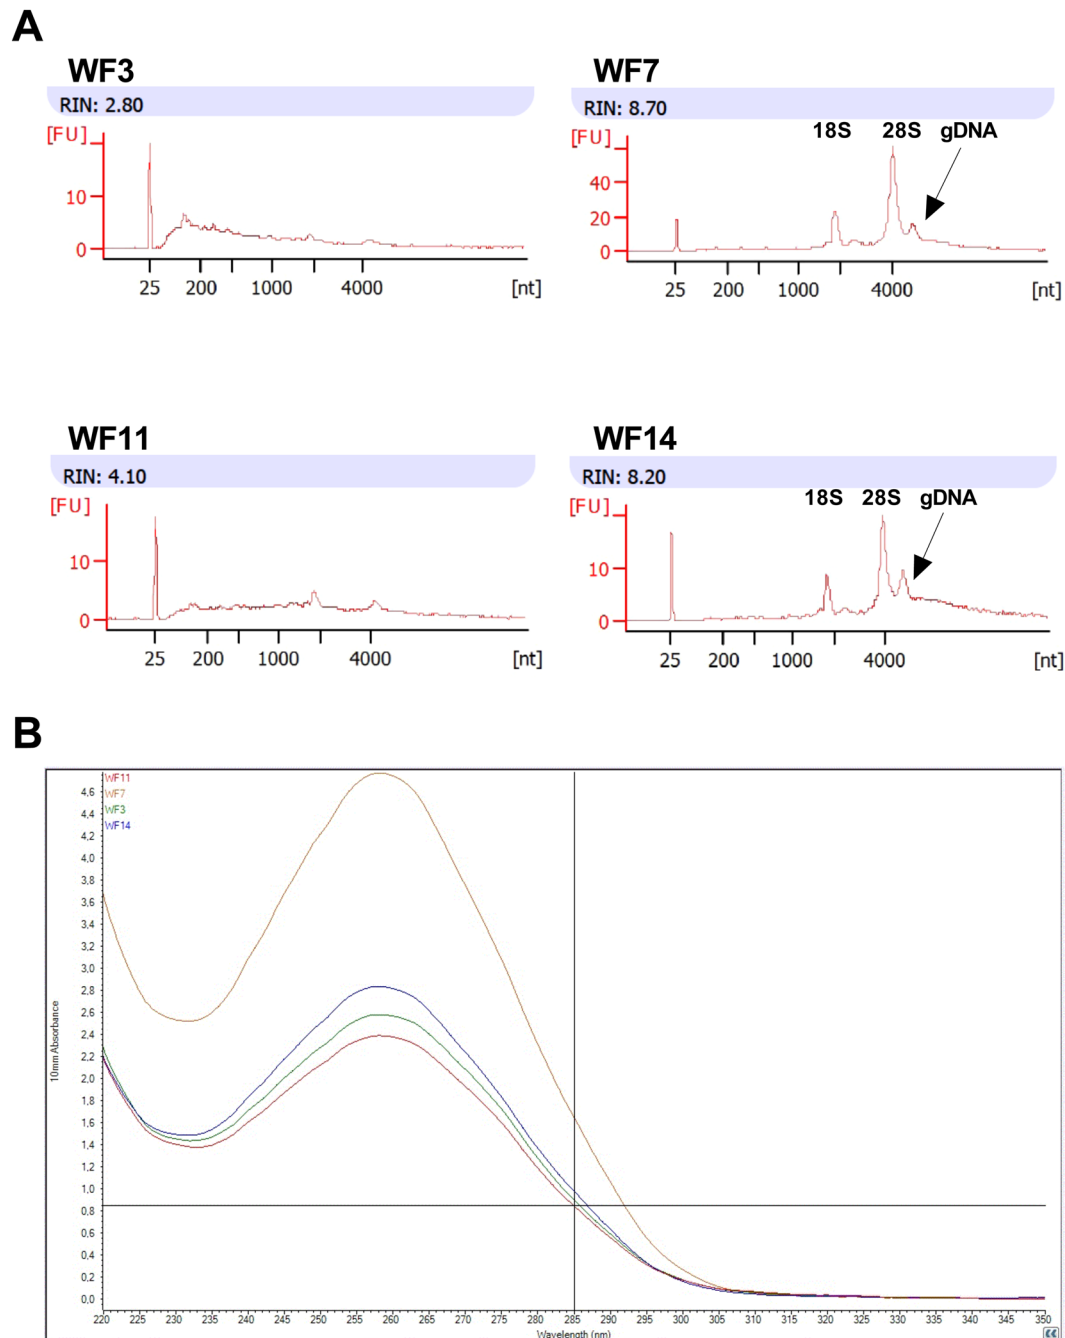 A
WF3
RIN: 2.80
[FU]
10
0
25 200 1000 4000 [nt]
WF7
RIN: 8.70
[FU]
18S 28S gDNA
40
20
0
25 200 1000 4000 [nt]
WF11
RIN: 4.10
[FU]
10
0
25 200 1000 4000 [nt]
WF14
RIN: 8.20
[FU]
18S 28S gDNA
10
0
25 200 1000 4000 [nt]
B
WF11
WF7
WF3
WF14
4,6
4,4
4,2
4,0
3,8
3,6
3,4
3,2
3,0
2,8
2,6
2,4
2,2
2,0
1,8
1,6
1,4
1,2
1,0
0,8
0,6
0,4
0,2
0,0
10mm Absorbance
220 225 230 235 240 245 250 255 260 265 270 275 280 285 290 295 300 305 310 315 320 325 330 335 340 345 350
Wavelength (nm)